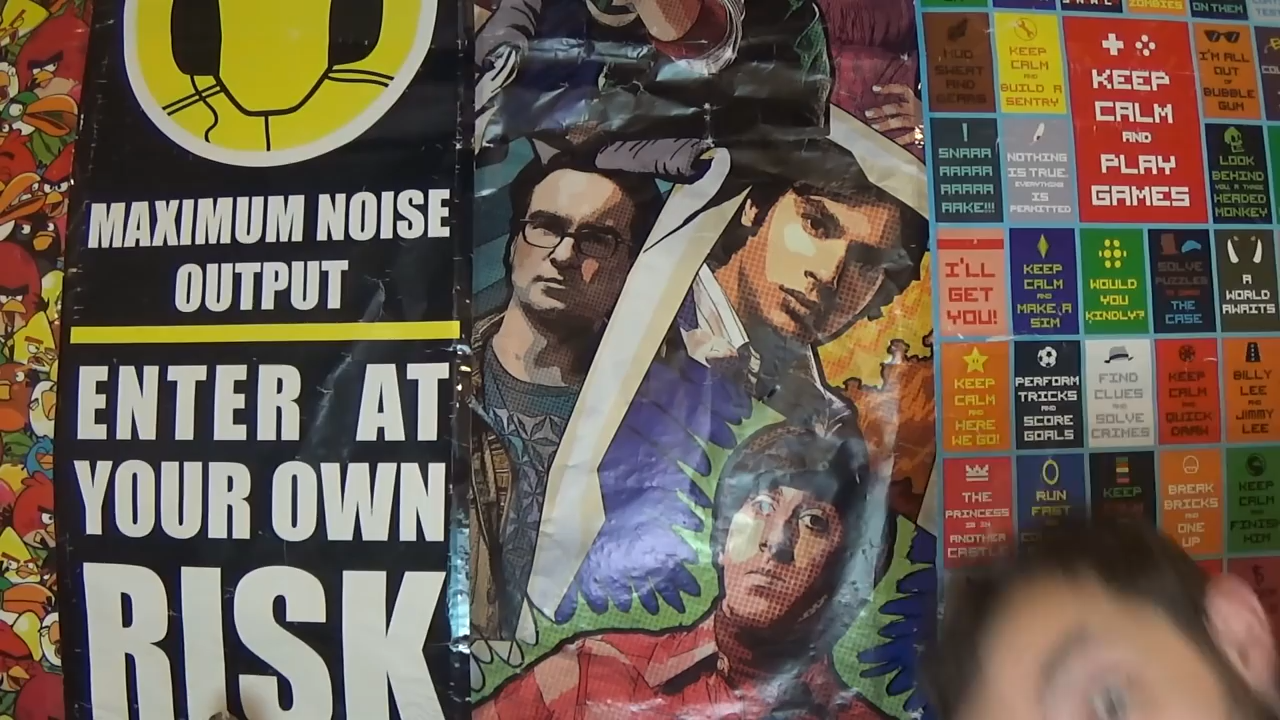 MAXIMUM NOISE
OUTPUT
ENTER AT
YOUR OWN
RISK
ZOMBIES
ON THEM
MUD
SWEAT
AND
GEARS
KEEP
CALM
AND
BUILD A
SENTRY
KEEP
CALM
AND
PLAY
GAMES
I'M ALL
OUT
OF
BUBBLE
GUM
SNAAA
AAAAA
AAAAA
AAKE!!!
NOTHING
IS TRUE.
EVERYTHING
IS
PERMITTED
LOOK
BEHIND
YOU A THREE
HEADED
MONKEY
I'LL
GET
YOU!
KEEP
CALM
AND
MAKE A
SIM
WOULD
YOU
KINDLY?
SOLVE
PUZZLES
THE
CASE
A
WORLD
AWAITS
KEEP
CALM
AND
HERE
WE GO!
PERFORM
TRICKS
AND
SCORE
GOALS
FIND
CLUES
AND
SOLVE
CRIMES
KEEP
CALM
AND
QUICK
DRAW
BILLY
LEE
AND
JIMMY
LEE
THE
PRINCESS
IS IN
ANOTHER
CASTLE
RUN
FAST
KEEP
BREAK
BRICKS
AND
ONE
UP
KEEP
CALM
AND
FINISH
HIM